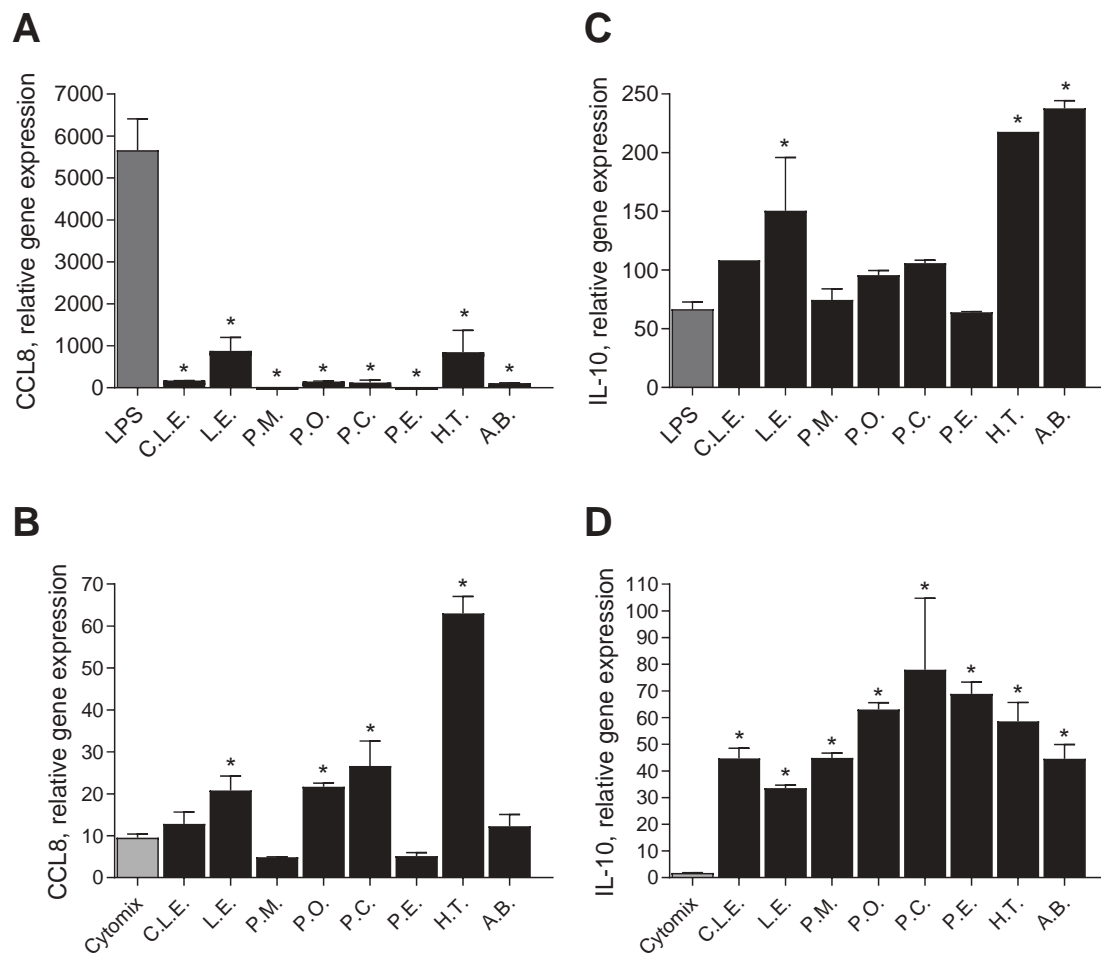 A
CCL8, relative gene expression
7000
6000
5000
4000
3000
2000
1000
0
* * * * * * * *
LPS C.L.E. L.E. P.M. P.O. P.C. P.E. H.T. A.B.
C
IL-10, relative gene expression
250
200
150
100
50
0
* * *
LPS C.L.E. L.E. P.M. P.O. P.C. P.E. H.T. A.B.
B
CCL8, relative gene expression
70
60
50
40
30
20
10
0
* * * *
Cytomix C.L.E. L.E. P.M. P.O. P.C. P.E. H.T. A.B.
D
IL-10, relative gene expression
110
100
90
80
70
60
50
40
30
20
10
0
* * * * * * * *
Cytomix C.L.E. L.E. P.M. P.O. P.C. P.E. H.T. A.B.